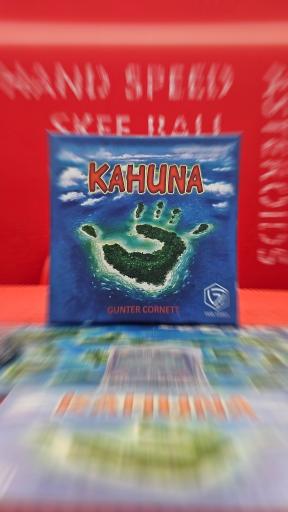 HAND SPEED
SKEE BALL
KAHUNA
GUNTER CORNETT
KAHUNA